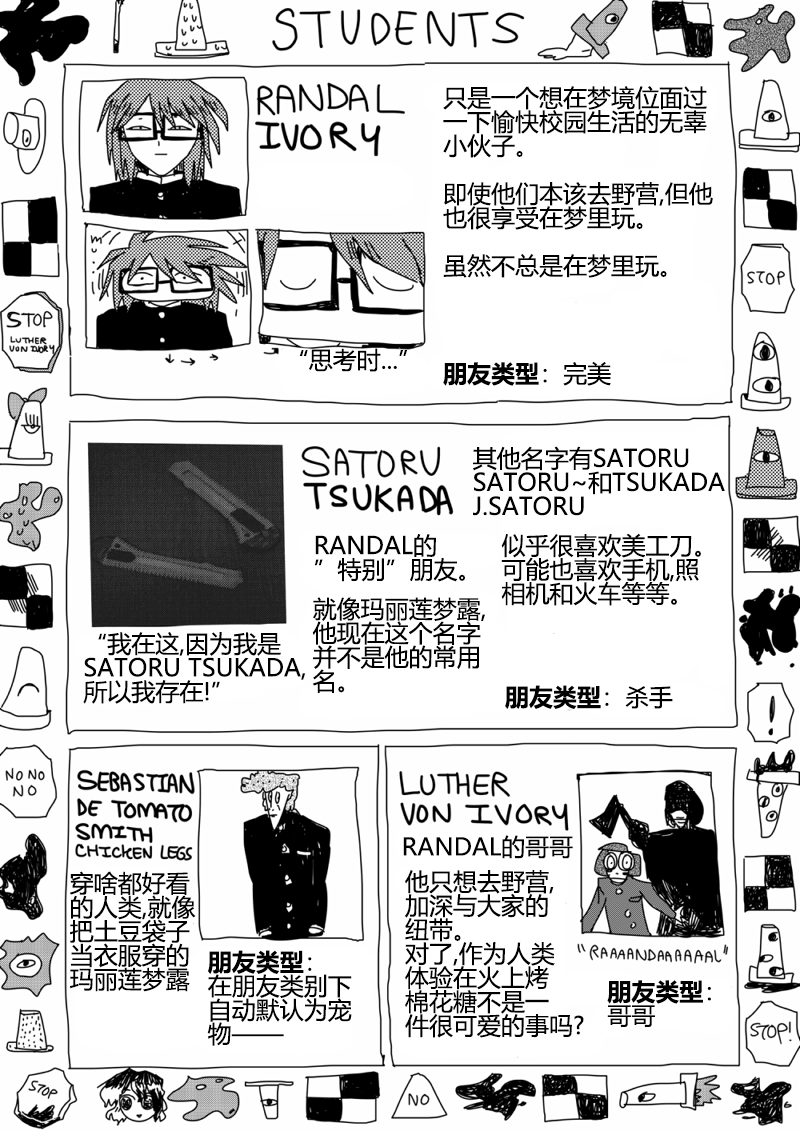 STUDENTS
RANDAL
IVORY
只是一个想在梦境位面过
一下愉快校园生活的无辜
小伙子。
即使他们本该去野营,但他
也很享受在梦里玩。
虽然不总是在梦里玩。
“思考时...”
朋友类型：完美
SATORU
TSUKADA
其他名字有SATORU
SATORU~和TSUKADA
J.SATORU
RANDAL的
”特别”朋友。
就像玛丽莲梦露,
他现在这个名字
并不是他的常用
名。
似乎很喜欢美工刀。
可能也喜欢手机,照
相机和火车等等。
“我在这,因为我是
SATORU TSUKADA,
所以我存在!”
朋友类型：杀手
SEBASTIAN
DE TOMATO
SMITH
CHICKEN LEGS
穿啥都好看
的人类,就像
把土豆袋子
当衣服穿的
玛丽莲梦露
朋友类型：
在朋友类别下
自动默认为宠
物——
LUTHER
VON IVORY
RANDAL的哥哥
他只想去野营,
加深与大家的
纽带。
对了,作为人类
体验在火上烤
棉花糖不是一
件很可爱的事吗?
"RAAAANDAAAAAAL"
朋友类型：
哥哥
STOP
LUTHER
VON IVORY
NO NO
NO
STOP
NO
STOP
!
STOP!